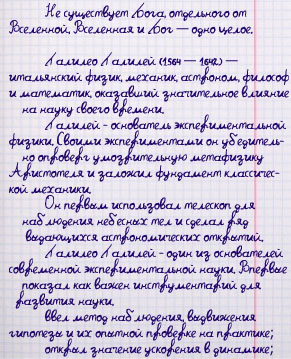 Не существует Бога, отдельного от
Вселенной. Вселенная и Бог — одно целое.
Галилео Галилей (1564 — 1642) —
итальянский физик, механик, астроном, философ
и математик, оказавший значительное влияние
на науку своего времени.
Галилей - основатель экспериментальной
физики. Своими экспериментами он убедитель-
но опроверг умозрительную метафизику
Аристотеля и заложил фундамент классичес-
кой механики.
Он первым использовал телескоп для
наблюдения небесных тел и сделал ряд
выдающихся астрономических открытий.
Галилео Галилей - один из основателей
современной экспериментальной науки. Впервые
показал как важен инструментарий для
развития науки.
ввел метод наблюдения, выдвижения
гипотезы и их опытной проверке на практике;
открыл значение ускорения в динамике;